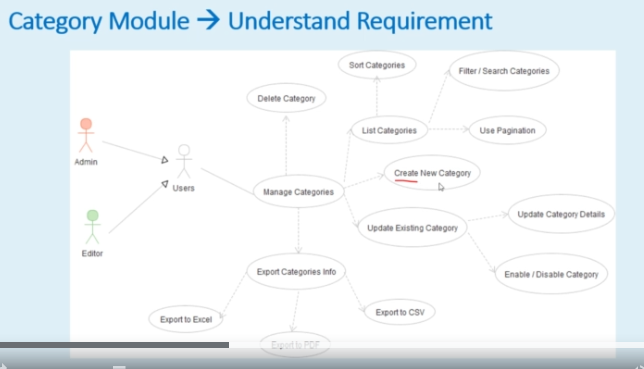 Category Module → Understand Requirement
Sort Categories
Filter / Search Categories
Delete Category
List Categories
Use Pagination
Admin
Users
Create New Category
Manage Categories
Update Category Details
Update Existing Category
Editor
Export Categories Info
Enable / Disable Category
Export to Excel
Export to CSV
Export to PDF